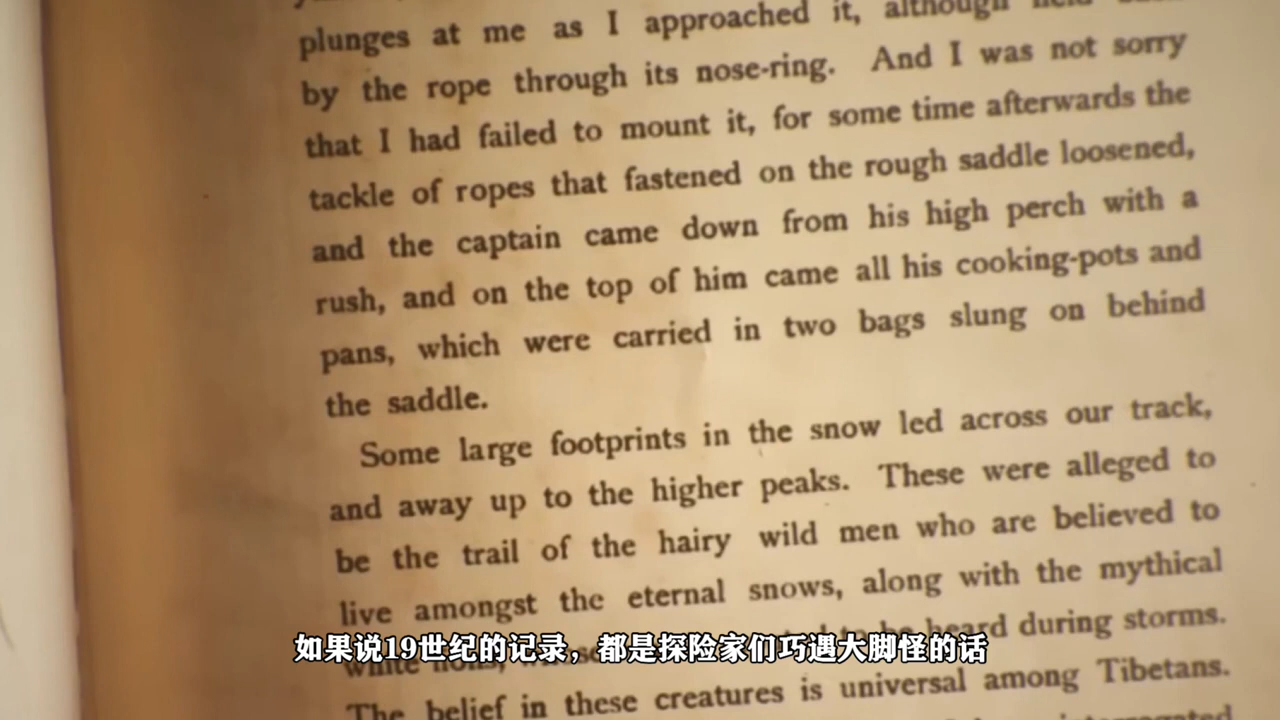 plunges at me as I approached it, although
by the rope through its nose-ring. And I was not sorry
that I had failed to mount it, for some time afterwards the
tackle of ropes that fastened on the rough saddle loosened,
and the captain came down from his high perch with a
rush, and on the top of him came all his cooking-pots and
pans, which were carried in two bags slung on behind
the saddle.
Some large footprints in the snow led across our track,
and away up to the higher peaks. These were alleged to
be the trail of the hairy wild men who are believed to
live amongst the eternal snows, along with the mythical
be heard during storms.
如果说19世纪的记录，都是探险家们巧遇大脚怪的话
The belief in these creatures is universal among Tibetans.